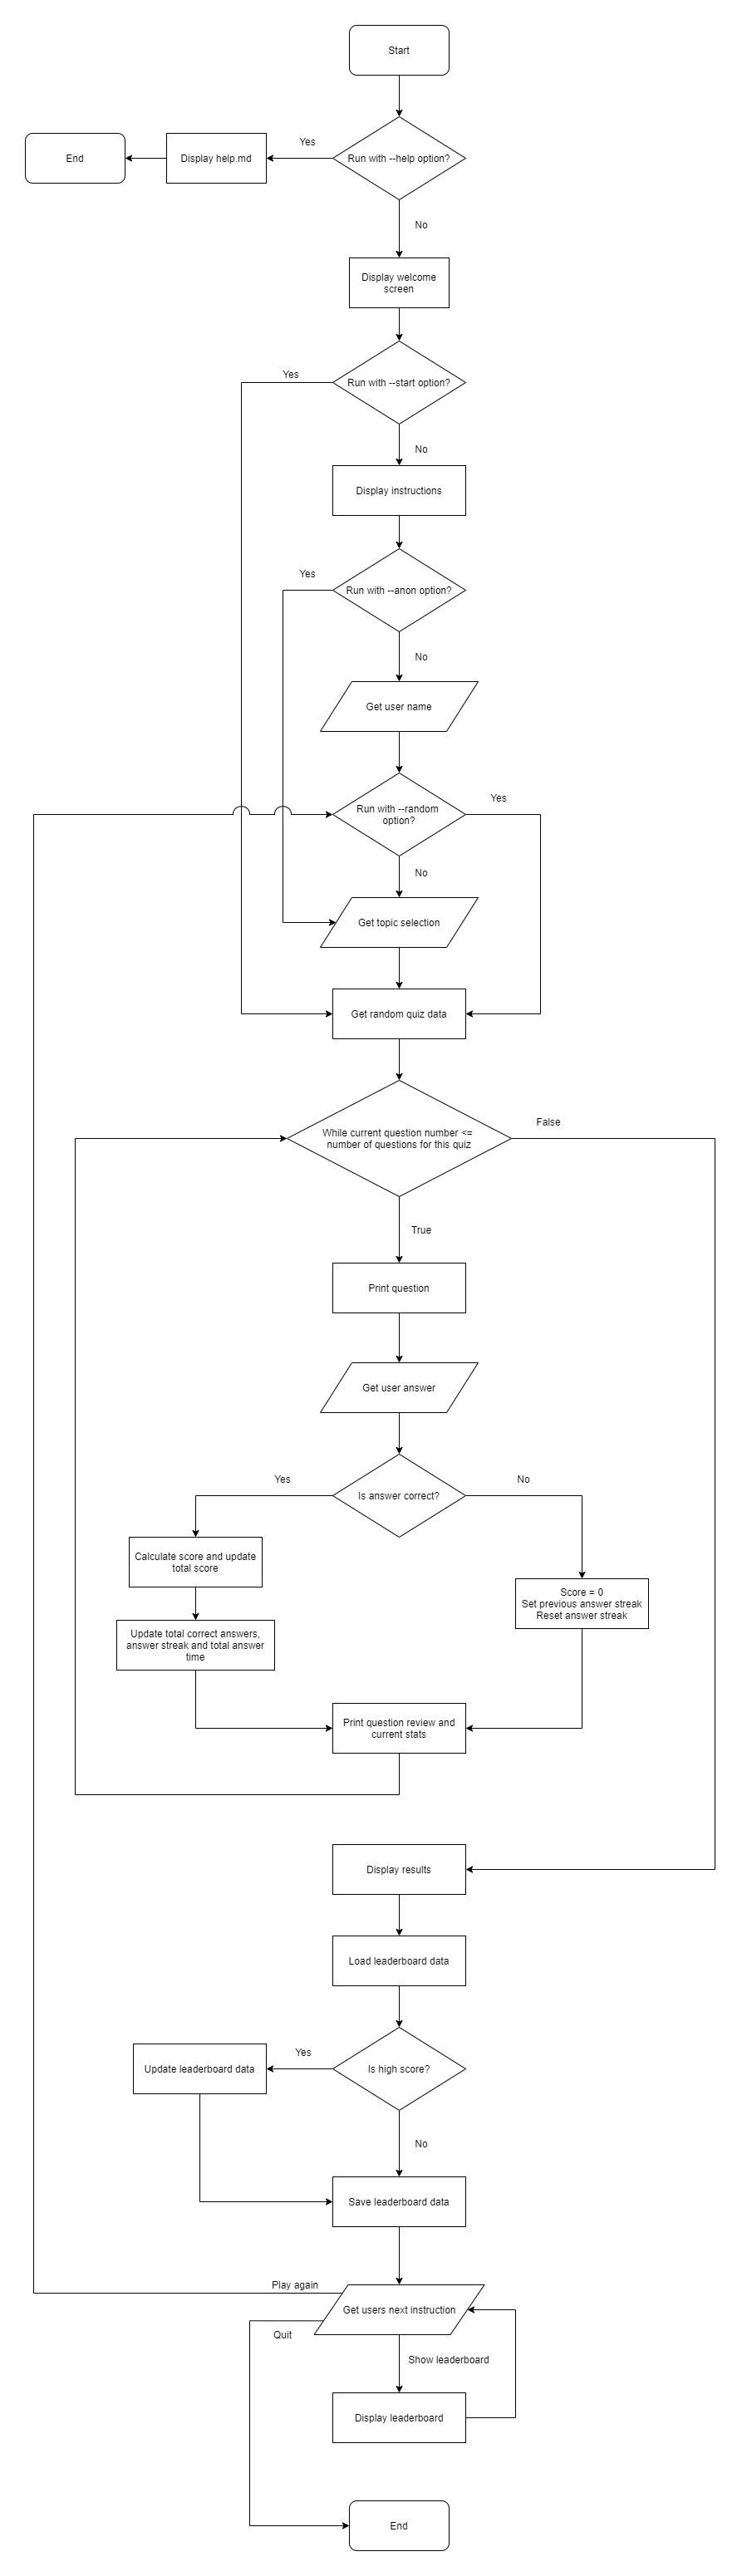 Start
Yes
End
Display help.md
Run with --help option?
No
Display welcome
screen
Yes
Run with --start option?
No
Display instructions
Yes
Run with --anon option?
No
Get user name
Yes
Run with --random
option?
No
Get topic selection
Get random quiz data
False
While current question number <=
number of questions for this quiz
True
Print question
Get user answer
Yes
No
Is answer correct?
Calculate score and update
total score
Score = 0
Set previous answer streak
Reset answer streak
Update total correct answers,
answer streak and total answer
time
Print question review and
current stats
Display results
Load leaderboard data
Yes
Update leaderboard data
Is high score?
No
Save leaderboard data
Play again
Get users next instruction
Quit
Show leaderboard
Display leaderboard
End